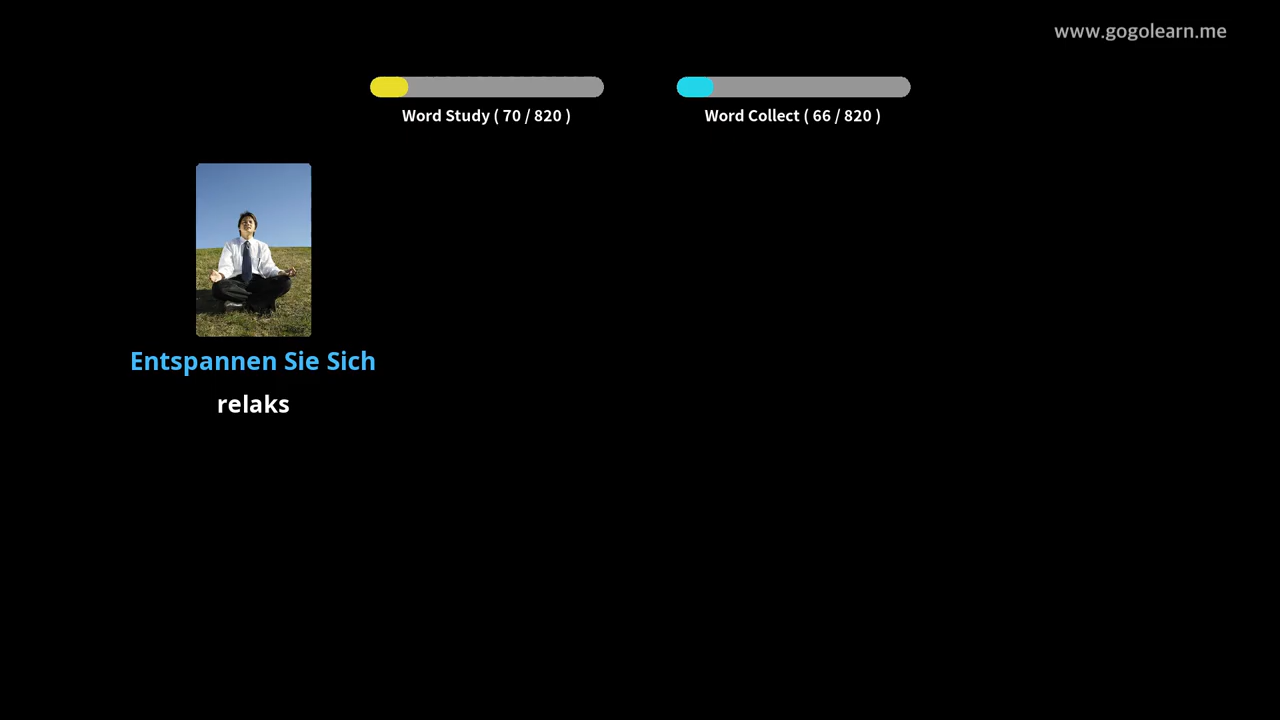 www.gogolearn.me
Word Study ( 70 / 820 )
Word Collect ( 66 / 820 )
Entspannen Sie Sich
relaks